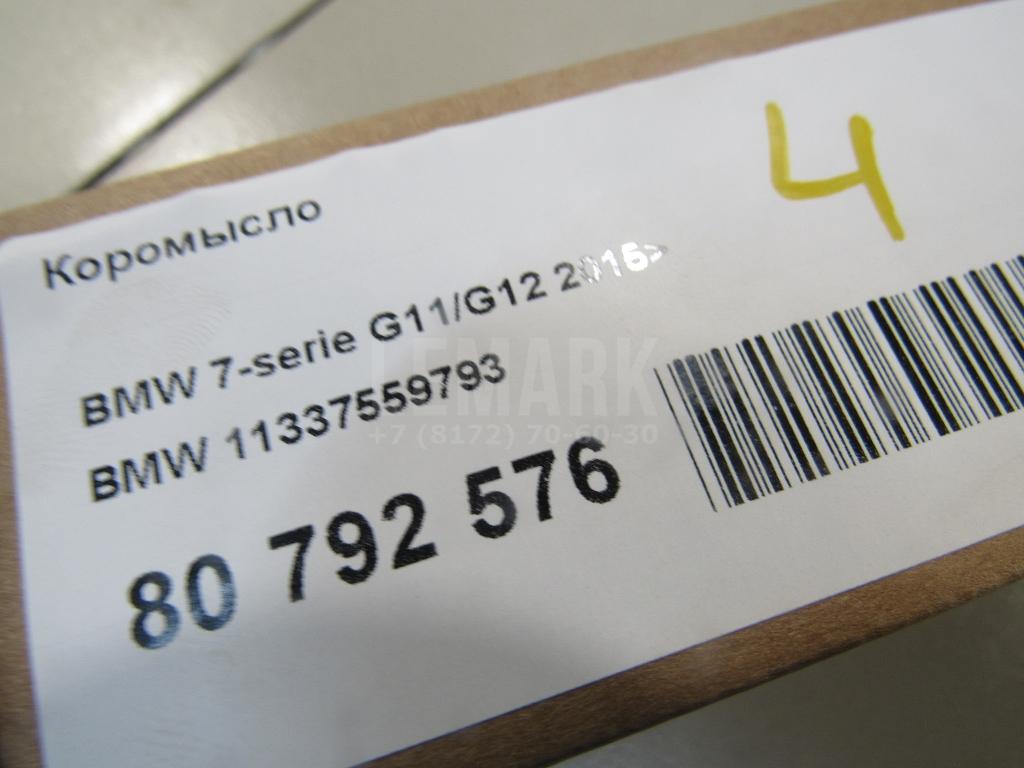 Коромысло
4
BMW 7-serie G11/G12 2015>
BMW 11337559793
LEMARK
+7 (8172) 70-60-30
80 792 576